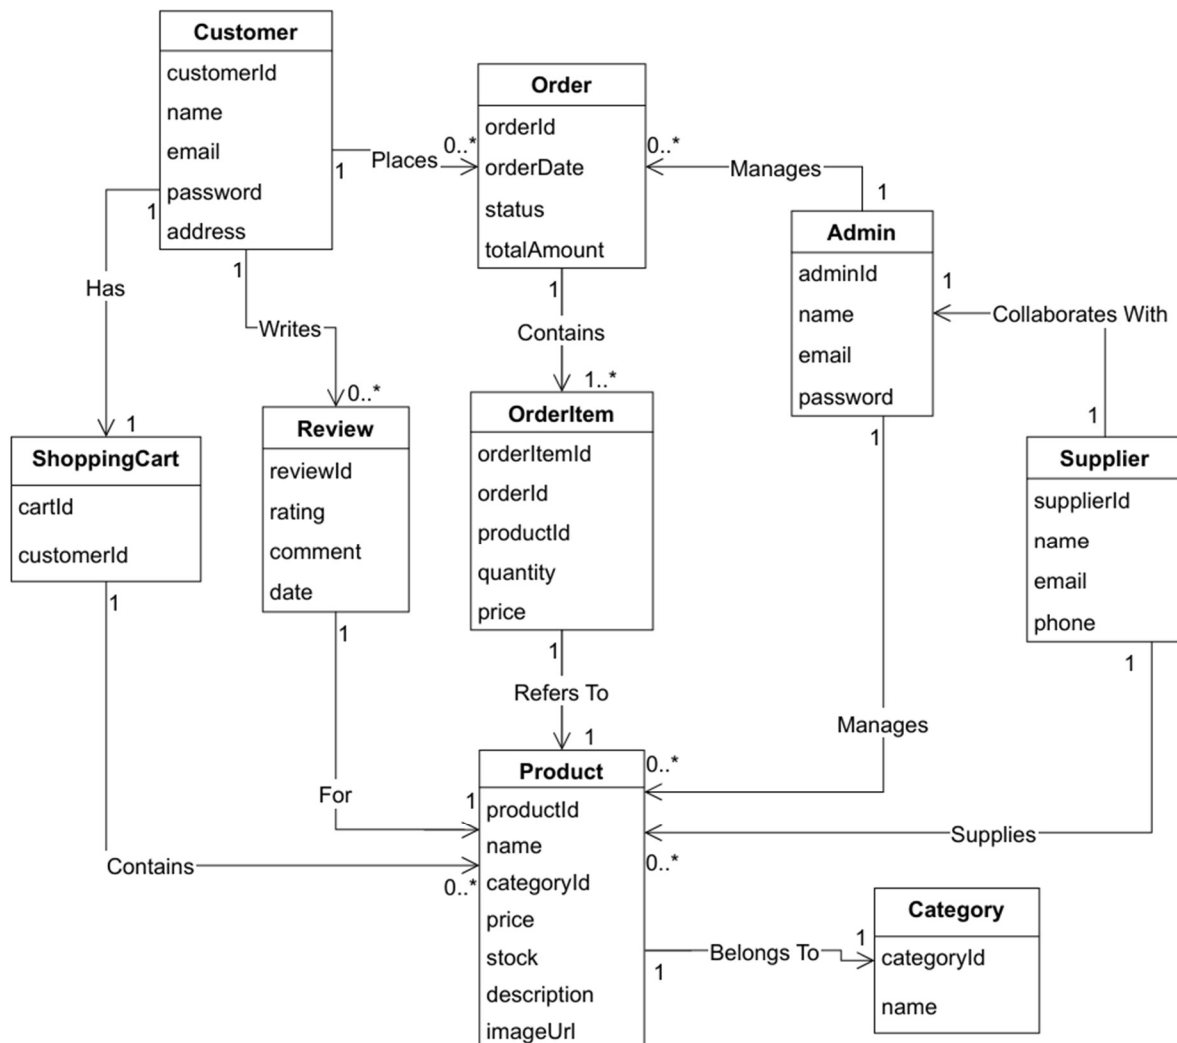 Customer
customerId
name
email
password
address
1
Places
0..*
1
Has
1
1
Writes
0..*
Order
orderId
orderDate
status
totalAmount
0..*
Manages
1
1
Contains
1..*
Admin
adminId
name
email
password
1
Collaborates With
1
1
ShoppingCart
cartId
customerId
1
Review
reviewId
rating
comment
date
1
OrderItem
orderItemId
orderId
productId
quantity
price
1
Supplier
supplierId
name
email
phone
1
Refers To
1
Manages
0..*
For
1
Contains
0..*
Supplies
0..*
Product
productId
name
categoryId
price
stock
description
imageUrl
1
Belongs To
1
Category
categoryId
name